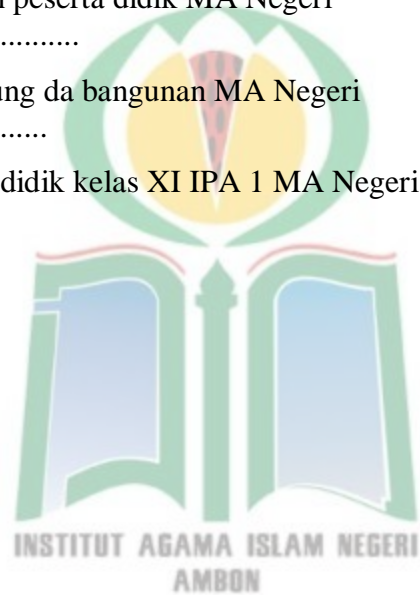 peserta didik MA Negeri
...........
ung da bangunan MA Negeri
......
didik kelas XI IPA 1 MA Negeri
INSTITUT AGAMA ISLAM NEGERI
AMBON